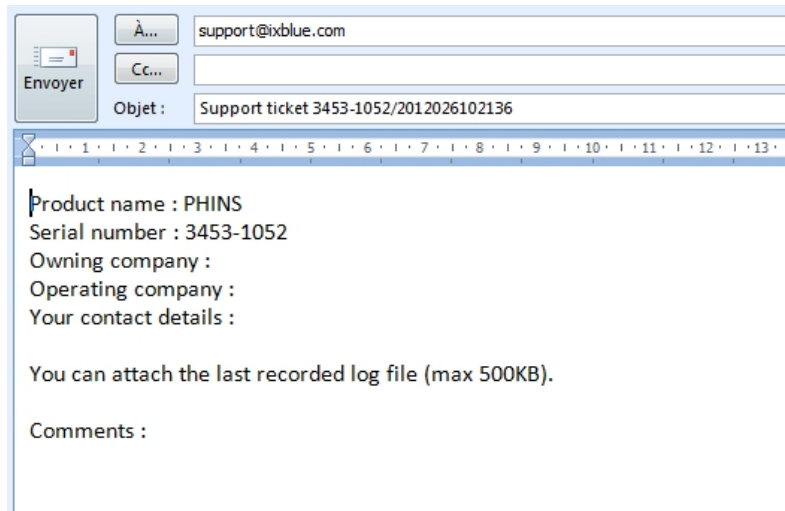 À...
support@ixblue.com
Cc...
Envoyer
Objet :
Support ticket 3453-1052/2012026102136
1 2 3 4 5 6 7 8 9 10 11 12 13
Product name : PHINS
Serial number : 3453-1052
Owning company :
Operating company :
Your contact details :
You can attach the last recorded log file (max 500KB).
Comments :